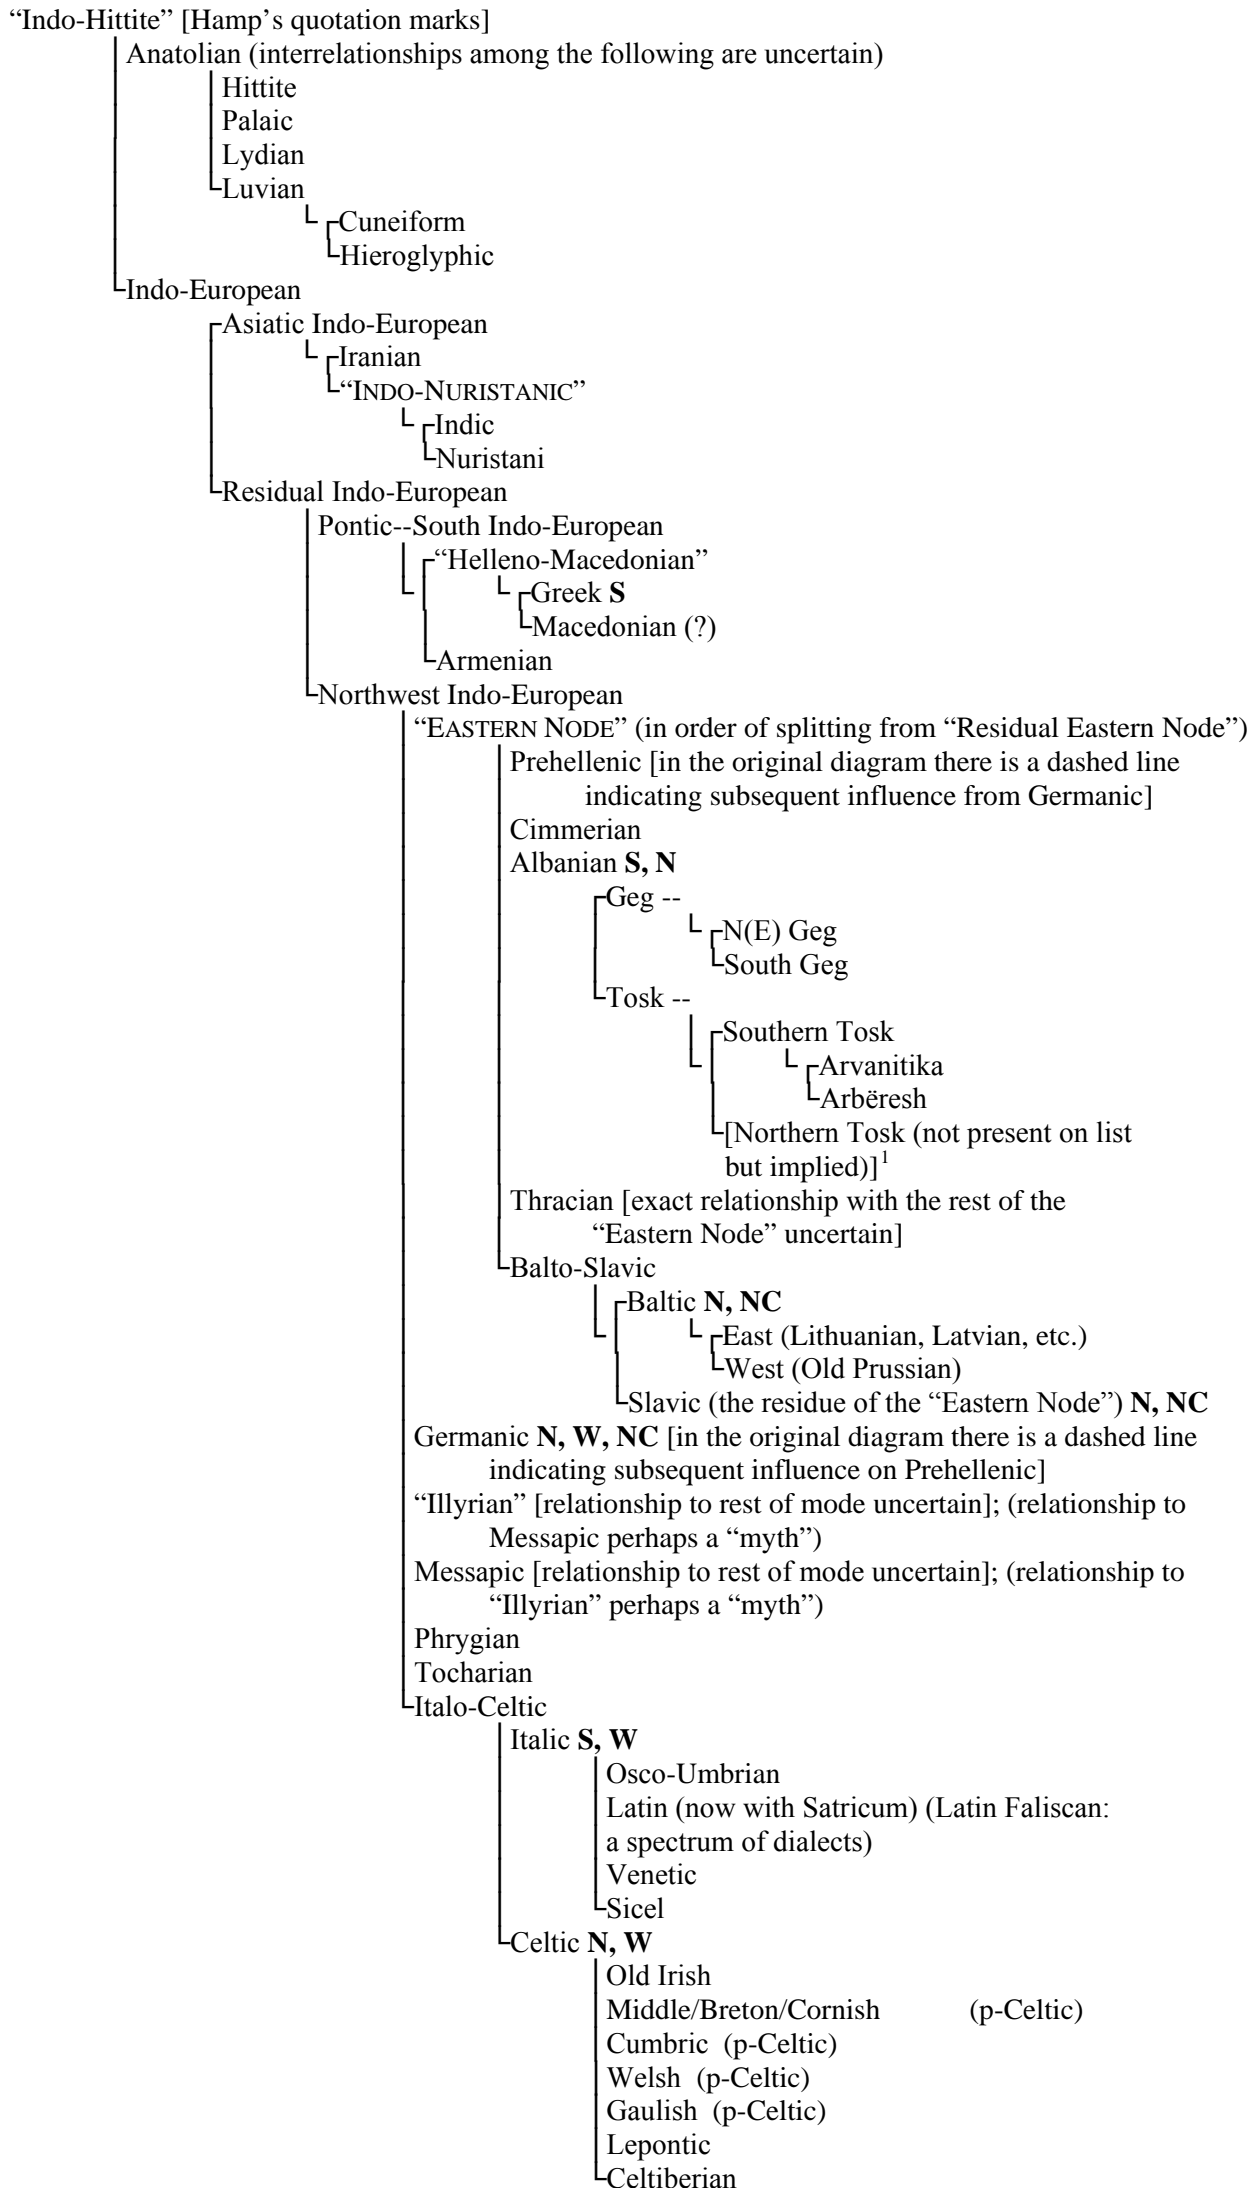 “Indo-Hittite” [Hamp’s quotation marks]
Anatolian (interrelationships among the following are uncertain)
Hittite
Palaic
Lydian
Luvian
Cuneiform
Hieroglyphic
Indo-European
Asiatic Indo-European
Iranian
“INDO-NURISTANIC”
Indic
Nuristani
Residual Indo-European
Pontic--South Indo-European
“Helleno-Macedonian”
Greek S
Macedonian (?)
Armenian
Northwest Indo-European
“EASTERN NODE” (in order of splitting from “Residual Eastern Node”)
Prehellenic [in the original diagram there is a dashed line
indicating subsequent influence from Germanic]
Cimmerian
Albanian S, N
Geg --
N(E) Geg
South Geg
Tosk --
Southern Tosk
Arvanitika
Arbëresh
[Northern Tosk (not present on list
but implied)]1
Thracian [exact relationship with the rest of the
“Eastern Node” uncertain]
Balto-Slavic
Baltic N, NC
East (Lithuanian, Latvian, etc.)
West (Old Prussian)
Slavic (the residue of the “Eastern Node”) N, NC
Germanic N, W, NC [in the original diagram there is a dashed line
indicating subsequent influence on Prehellenic]
“Illyrian” [relationship to rest of mode uncertain]; (relationship to
Messapic perhaps a “myth”)
Messapic [relationship to rest of mode uncertain]; (relationship to
“Illyrian” perhaps a “myth”)
Phrygian
Tocharian
Italo-Celtic
Italic S, W
Osco-Umbrian
Latin (now with Satricum) (Latin Faliscan:
a spectrum of dialects)
Venetic
Sicel
Celtic N, W
Old Irish
Middle/Breton/Cornish (p-Celtic)
Cumbric (p-Celtic)
Welsh (p-Celtic)
Gaulish (p-Celtic)
Lepontic
Celtiberian